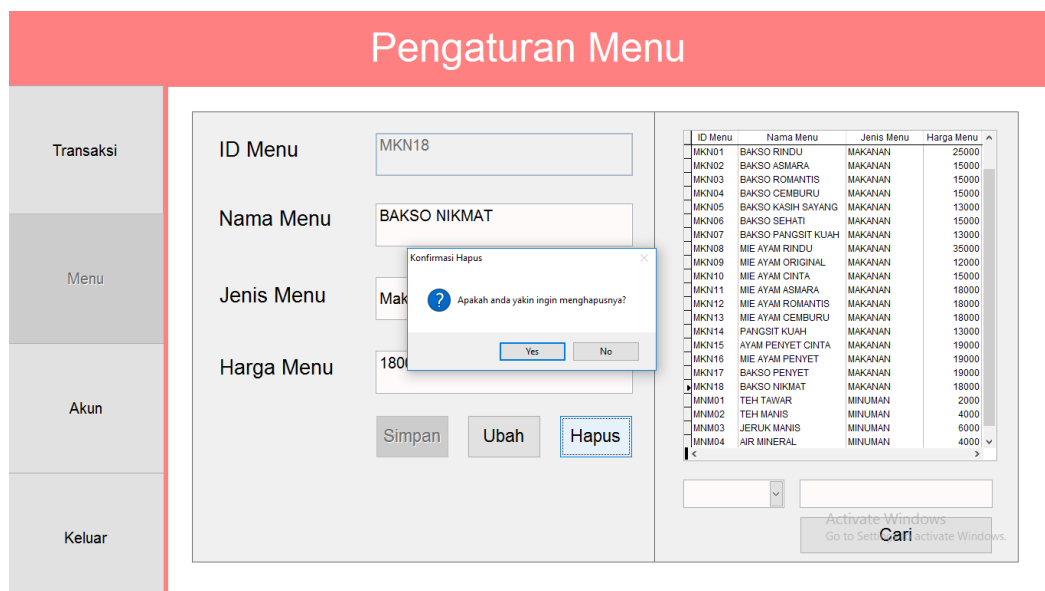 Pengaturan Menu
Transaksi
Menu
Akun
Keluar
ID Menu
MKN18
Nama Menu
BAKSO NIKMAT
Jenis Menu
Mak
Harga Menu
1800
Simpan
Ubah
Hapus
Konfirmasi Hapus
Apakah anda yakin ingin menghapusnya?
Yes
No
ID Menu Nama Menu Jenis Menu Harga Menu
MKN01 BAKSO RINDU MAKANAN 25000
MKN02 BAKSO ASMARA MAKANAN 15000
MKN03 BAKSO ROMANTIS MAKANAN 15000
MKN04 BAKSO CEMBURU MAKANAN 15000
MKN05 BAKSO KASIH SAYANG MAKANAN 13000
MKN06 BAKSO SEHATI MAKANAN 15000
MKN07 BAKSO PANGSIT KUAH MAKANAN 13000
MKN08 MIE AYAM RINDU MAKANAN 35000
MKN09 MIE AYAM ORIGINAL MAKANAN 12000
MKN10 MIE AYAM CINTA MAKANAN 15000
MKN11 MIE AYAM ASMARA MAKANAN 18000
MKN12 MIE AYAM ROMANTIS MAKANAN 18000
MKN13 MIE AYAM CEMBURU MAKANAN 18000
MKN14 PANGSIT KUAH MAKANAN 13000
MKN15 AYAM PENYET CINTA MAKANAN 19000
MKN16 MIE AYAM PENYET MAKANAN 19000
MKN17 BAKSO PENYET MAKANAN 19000
MKN18 BAKSO NIKMAT MAKANAN 18000
MNM01 TEH TAWAR MINUMAN 2000
MNM02 TEH MANIS MINUMAN 4000
MNM03 JERUK MANIS MINUMAN 6000
MNM04 AIR MINERAL MINUMAN 4000
Cari
Activate Windows
Go to activate Windows.